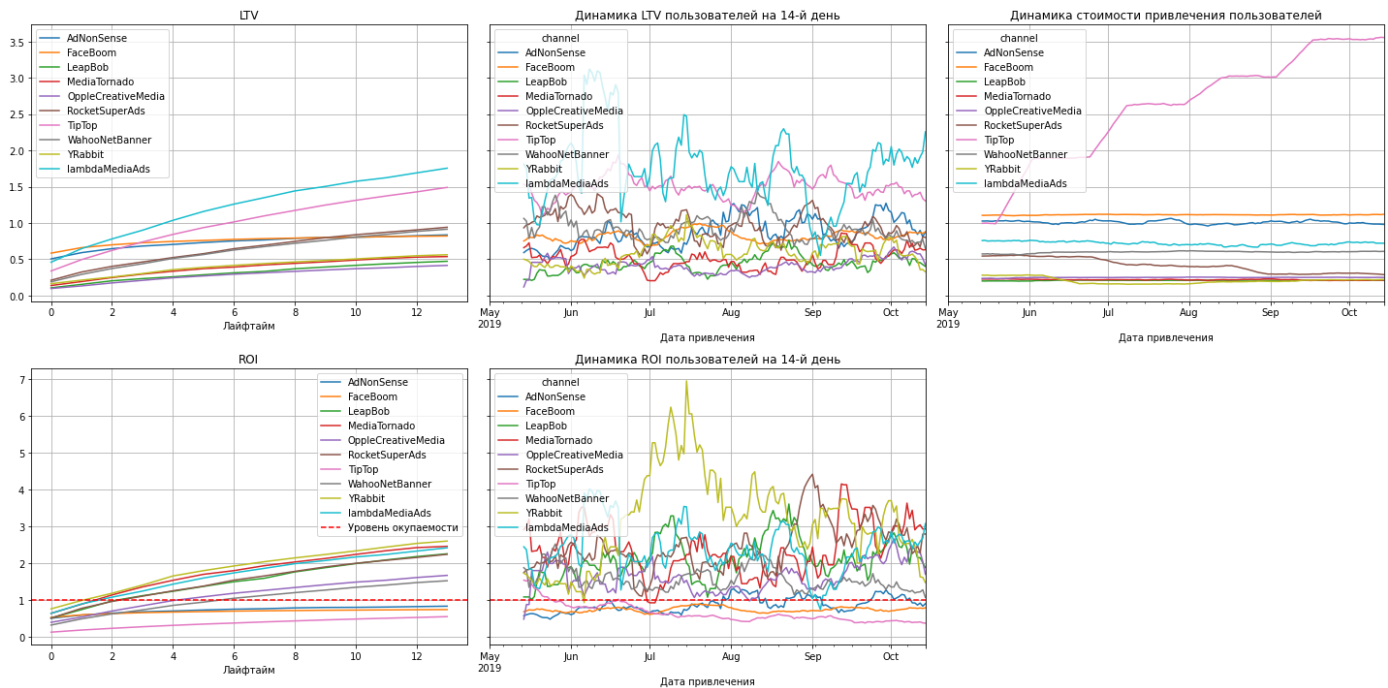 LTV
AdNonSense
FaceBoom
LeapBob
MediaTornado
OppleCreativeMedia
RocketSuperAds
TipTop
WahooNetBanner
YRabbit
lambdaMediaAds
3.5
3.0
2.5
2.0
1.5
1.0
0.5
0.0
0 2 4 6 8 10 12
Лайфтайм
Динамика LTV пользователей на 14-й день
channel
AdNonSense
FaceBoom
LeapBob
MediaTornado
OppleCreativeMedia
RocketSuperAds
TipTop
WahooNetBanner
YRabbit
lambdaMediaAds
May Jun Jul Aug Sep Oct
2019
Дата привлечения
Динамика стоимости привлечения пользователей
channel
AdNonSense
FaceBoom
LeapBob
MediaTornado
OppleCreativeMedia
RocketSuperAds
TipTop
WahooNetBanner
YRabbit
lambdaMediaAds
May Jun Jul Aug Sep Oct
2019
Дата привлечения
ROI
7
6
5
4
3
2
1
0
AdNonSense
FaceBoom
LeapBob
MediaTornado
OppleCreativeMedia
RocketSuperAds
TipTop
WahooNetBanner
YRabbit
lambdaMediaAds
Уровень окупаемости
0 2 4 6 8 10 12
Лайфтайм
Динамика ROI пользователей на 14-й день
channel
AdNonSense
FaceBoom
LeapBob
MediaTornado
OppleCreativeMedia
RocketSuperAds
TipTop
WahooNetBanner
YRabbit
lambdaMediaAds
May Jun Jul Aug Sep Oct
2019
Дата привлечения